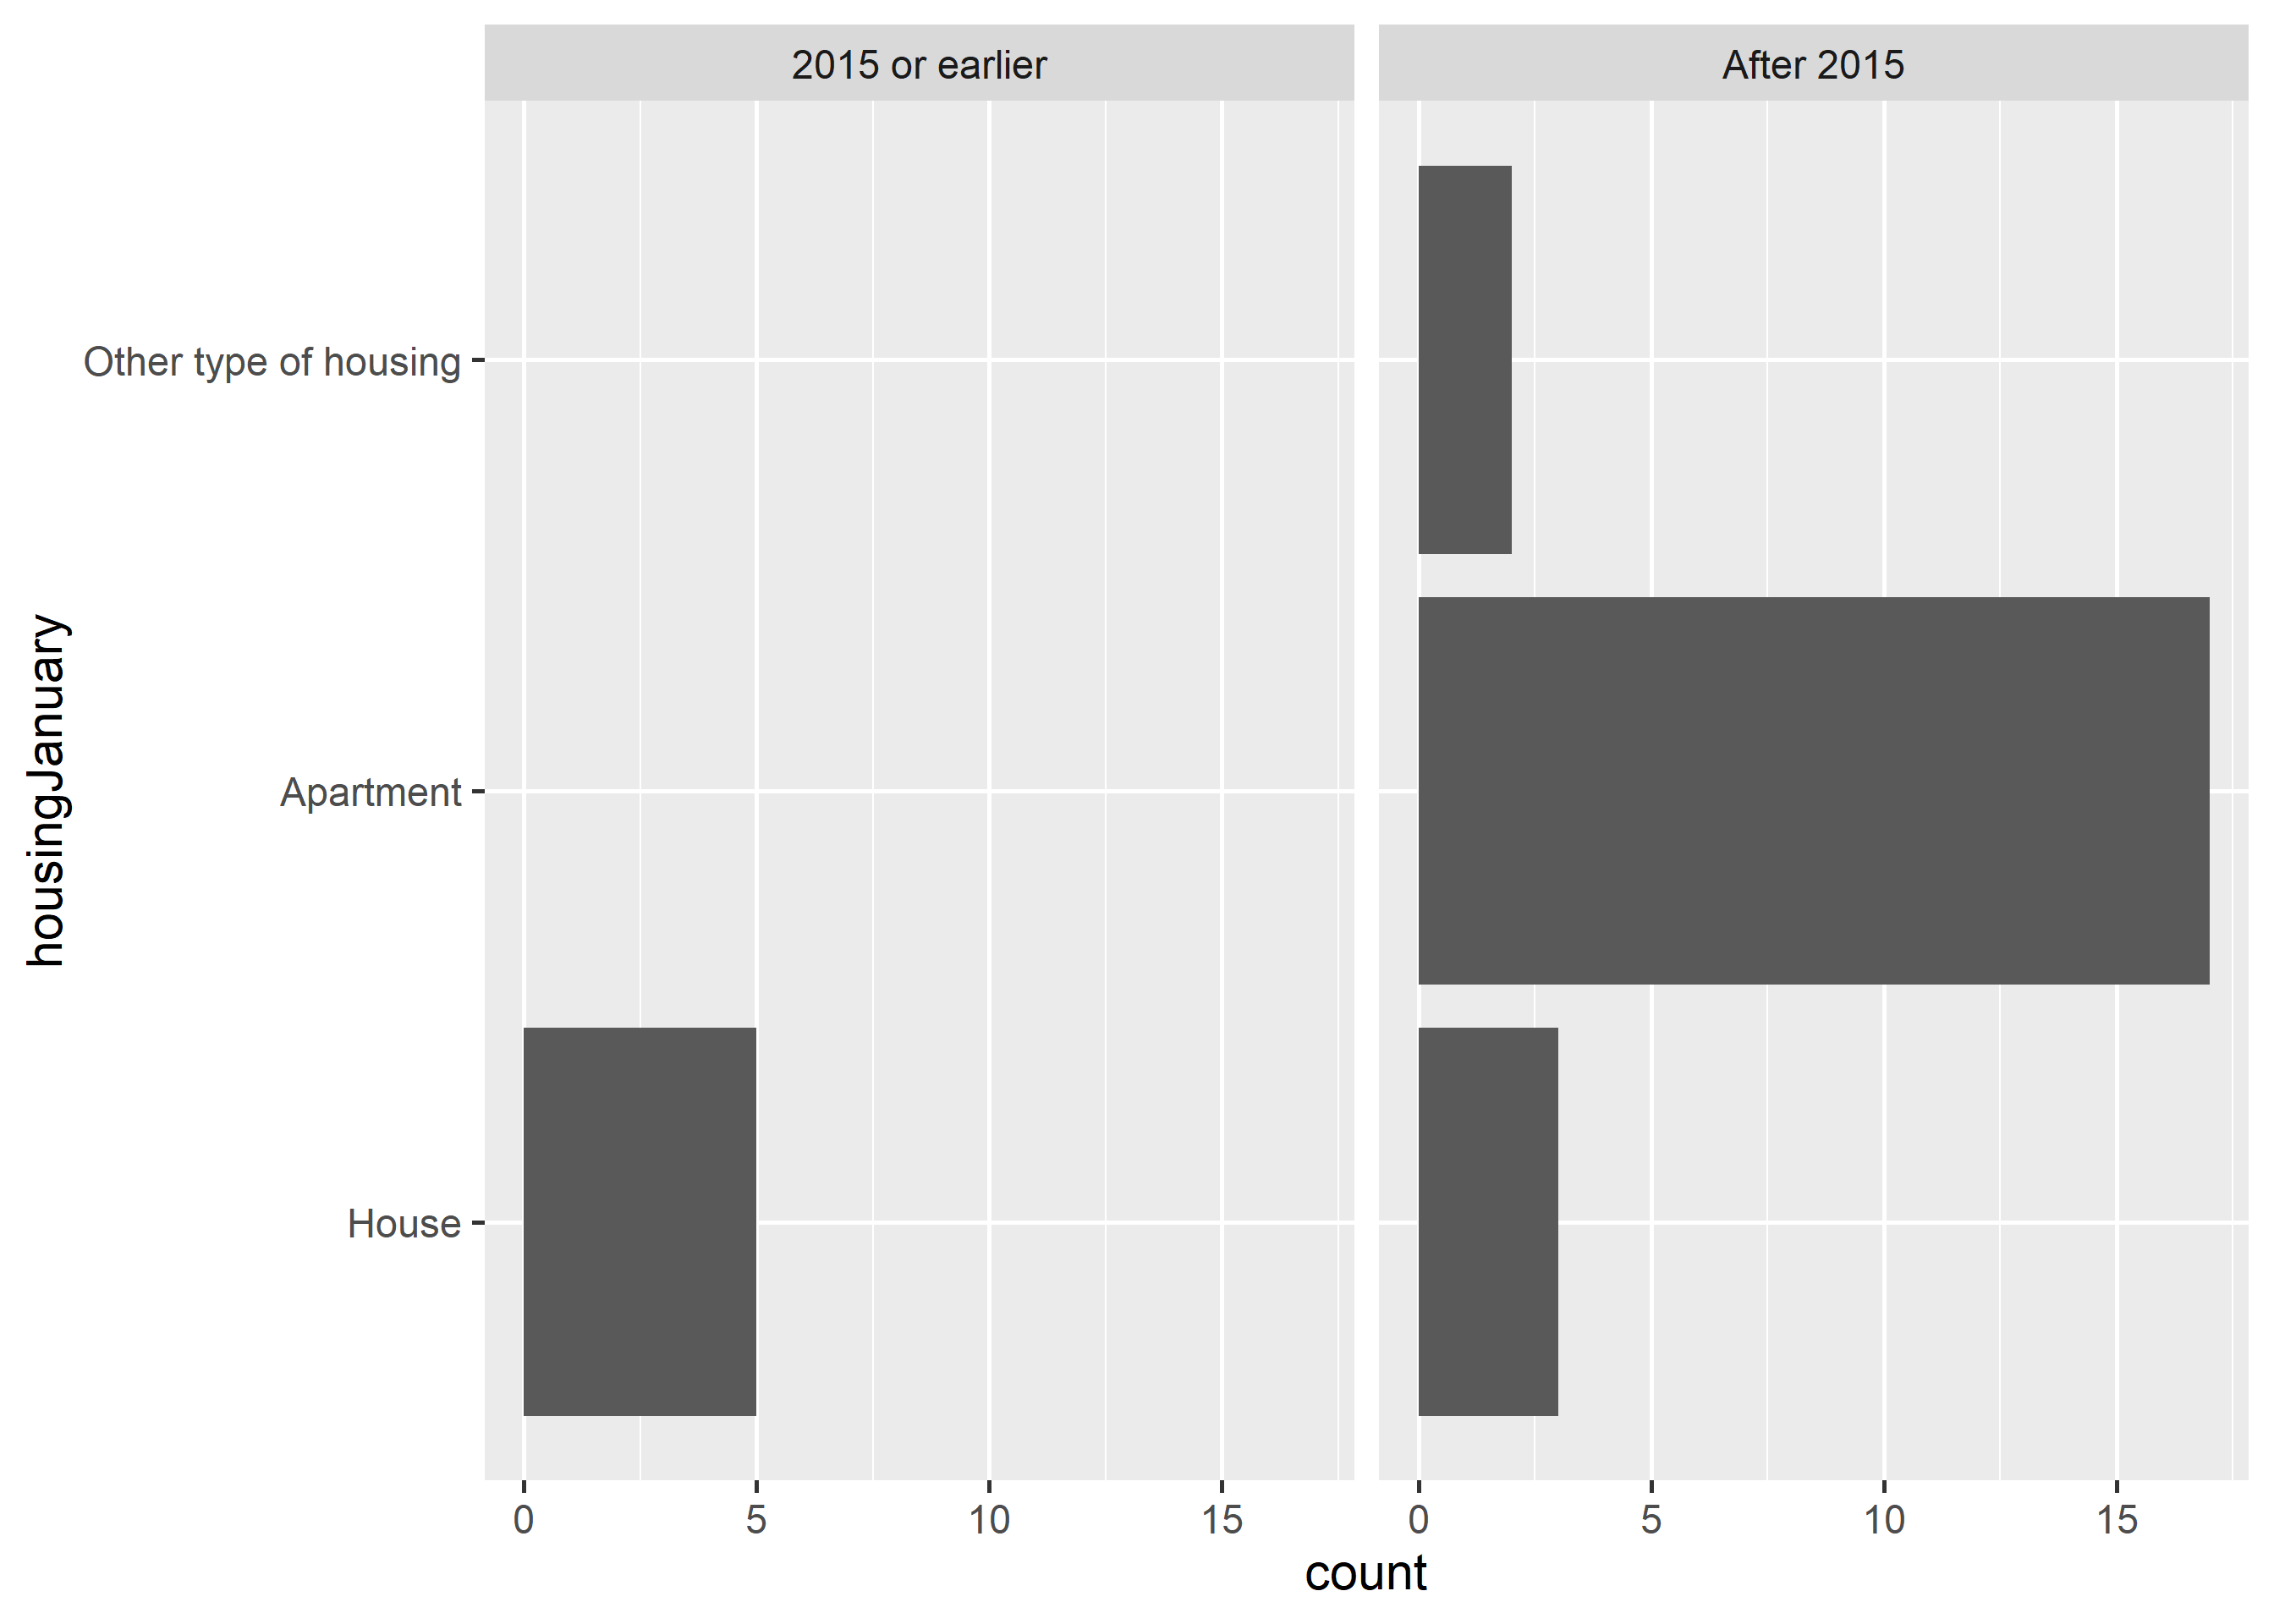 2015 or earlier
After 2015
Other type of housing
Apartment
House
housingJanuary
0 5 10 15
0 5 10 15
count